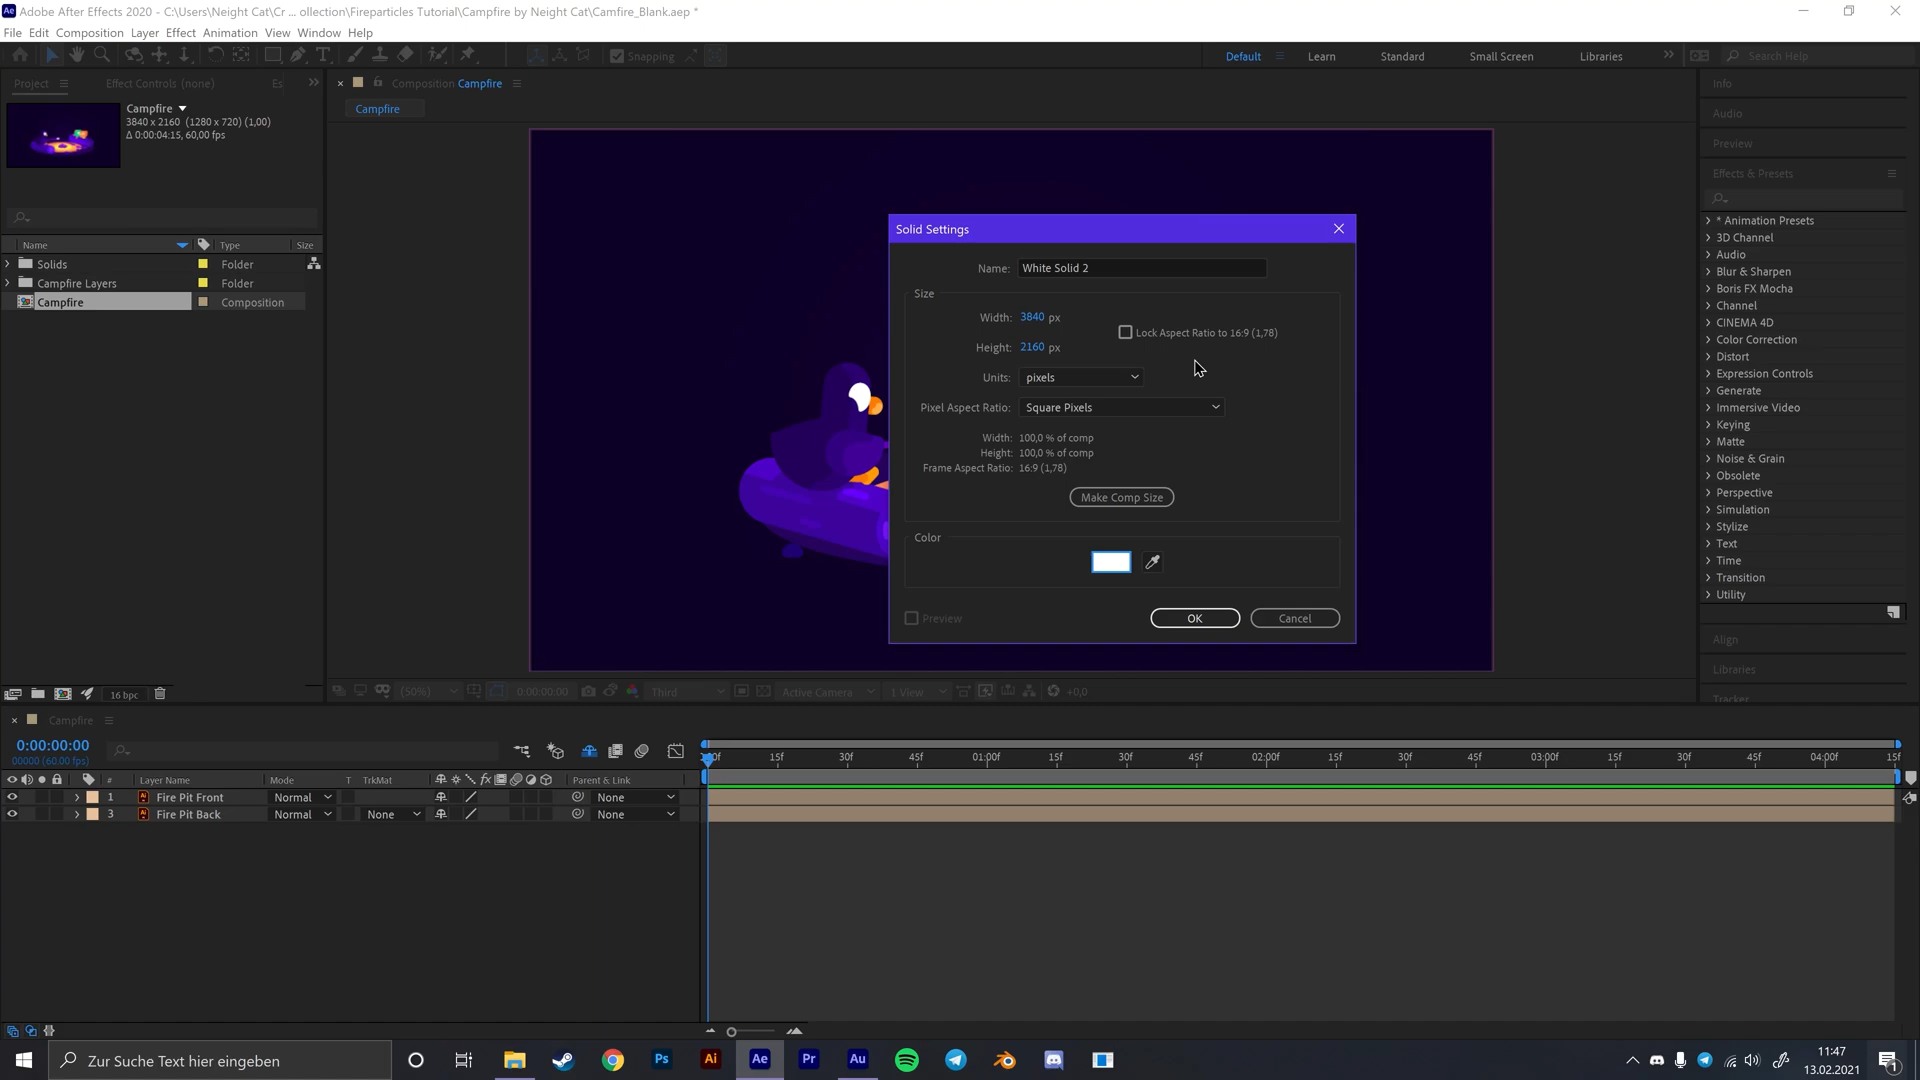 Adobe After Effects 2020 - C:\Users\Neight Cat\Cr ... ollection\Fireparticles Tutorial\Campfire by Neight Cat\Camfire_Blank.aep *
File Edit Composition Layer Effect Animation View Window Help
Snapping
Default Learn Standard Small Screen Libraries Search Help
Project Effect Controls (none) Es
Composition Campfire
Campfire
Campfire
3840 x 2160 (1280 x 720) (1,00)
Δ 0:00:04:15, 60,00 fps
Name Type Size
Solids Folder
Campfire Layers Folder
Campfire Composition
16 bpc
Solid Settings
Name: White Solid 2
Size
Width: 3840 px
Lock Aspect Ratio to 16:9 (1,78)
Height: 2160 px
Units: pixels
Pixel Aspect Ratio: Square Pixels
Width: 100,0 % of comp
Height: 100,0 % of comp
Frame Aspect Ratio: 16:9 (1,78)
Make Comp Size
Color
Preview OK Cancel
(50%) 0:00:00:00 Third Active Camera 1 View +0,0
Info
Audio
Preview
Effects & Presets
* Animation Presets
3D Channel
Audio
Blur & Sharpen
Boris FX Mocha
Channel
CINEMA 4D
Color Correction
Distort
Expression Controls
Generate
Immersive Video
Keying
Matte
Noise & Grain
Obsolete
Perspective
Simulation
Stylize
Text
Time
Transition
Utility
Align
Libraries
Tracker
Campfire
0:00:00:00
00000 (60.00 fps)
:00f 15f 30f 45f 01:00f 15f 30f 45f 02:00f 15f 30f 45f 03:00f 15f 30f 45f 04:00f 15f
# Layer Name Mode T TrkMat fx Parent & Link
1 Fire Pit Front Normal None
3 Fire Pit Back Normal None None
Zur Suche Text hier eingeben
Ps Ai Ae Pr Au
11:47
13.02.2021
1